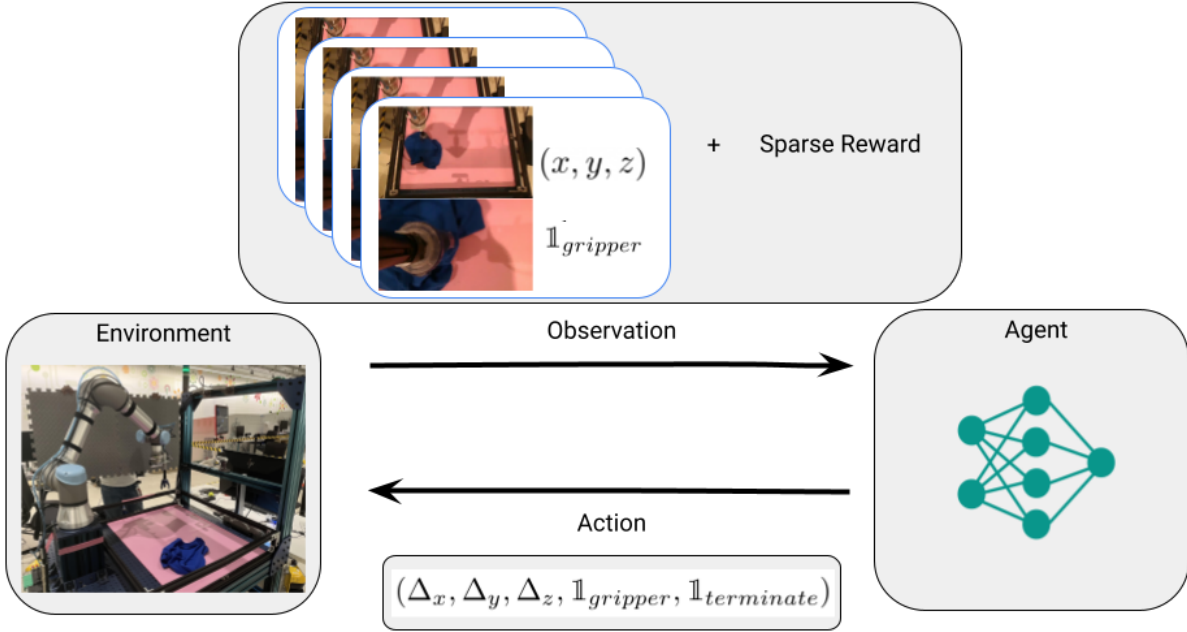 (x, y, z)
+ Sparse Reward
𝟙gripper
Environment
Observation
Agent
Action
(Δx, Δy, Δz, 𝟙gripper, 𝟙terminate)